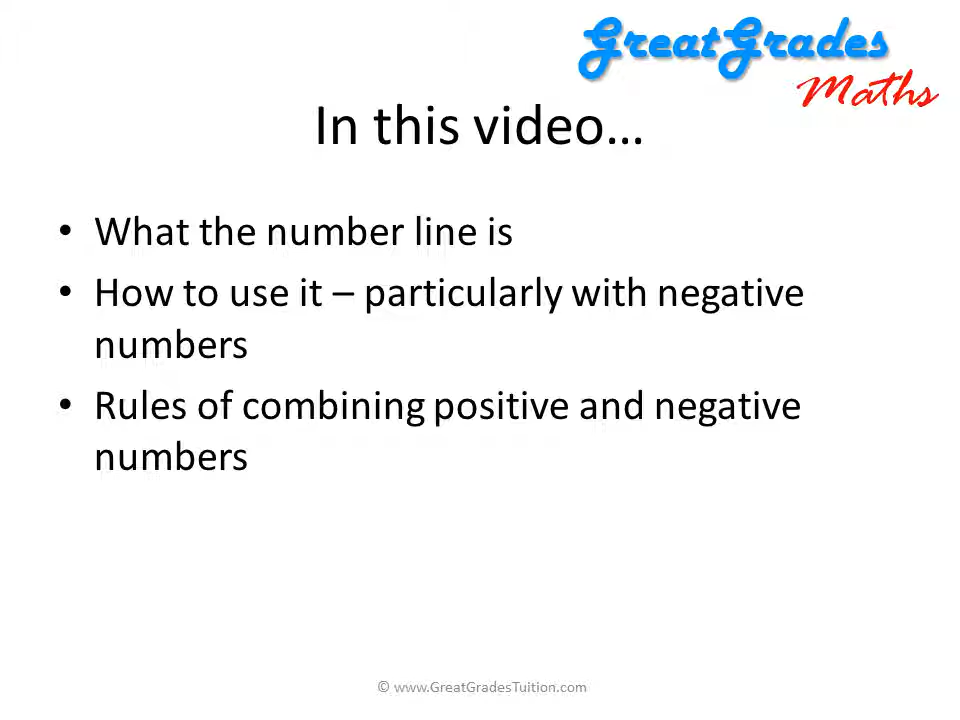 GreatGrades
Maths
In this video…
• What the number line is
• How to use it – particularly with negative
numbers
• Rules of combining positive and negative
numbers
© www.GreatGradesTuition.com